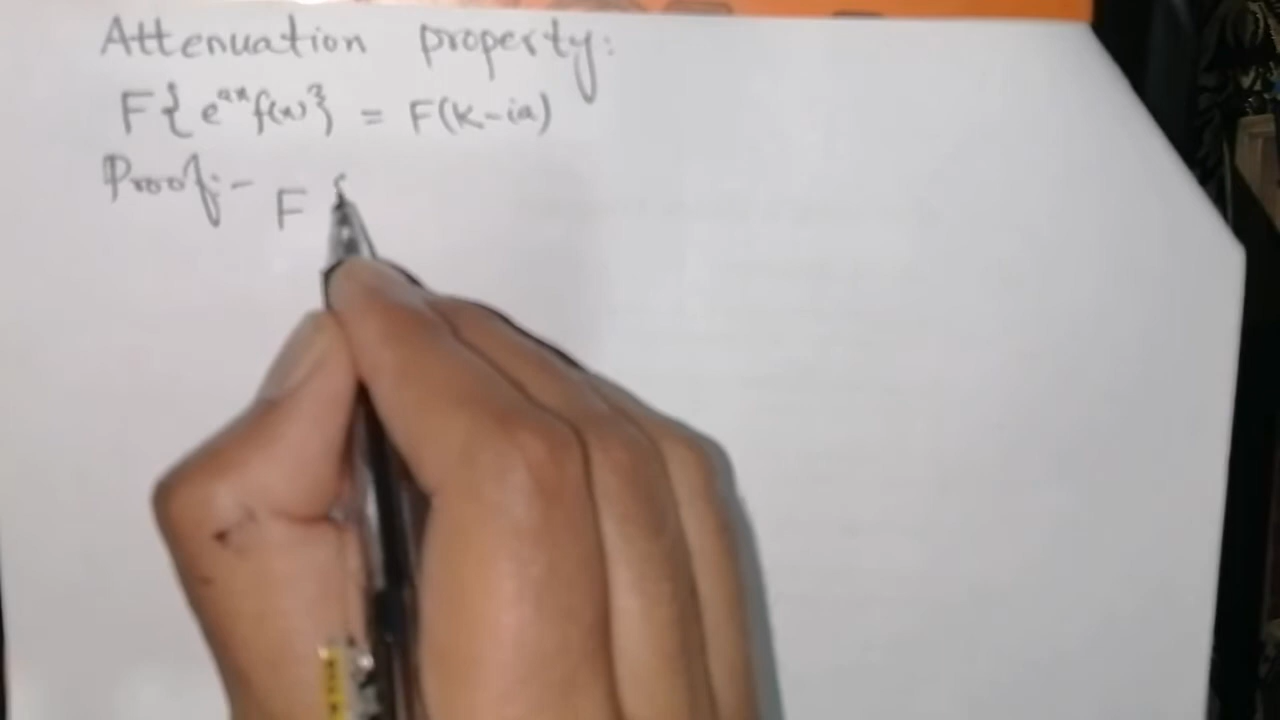 Attenuation property:
F{e^{ax}f(x)} = F(k-ia)
Proof:- F {